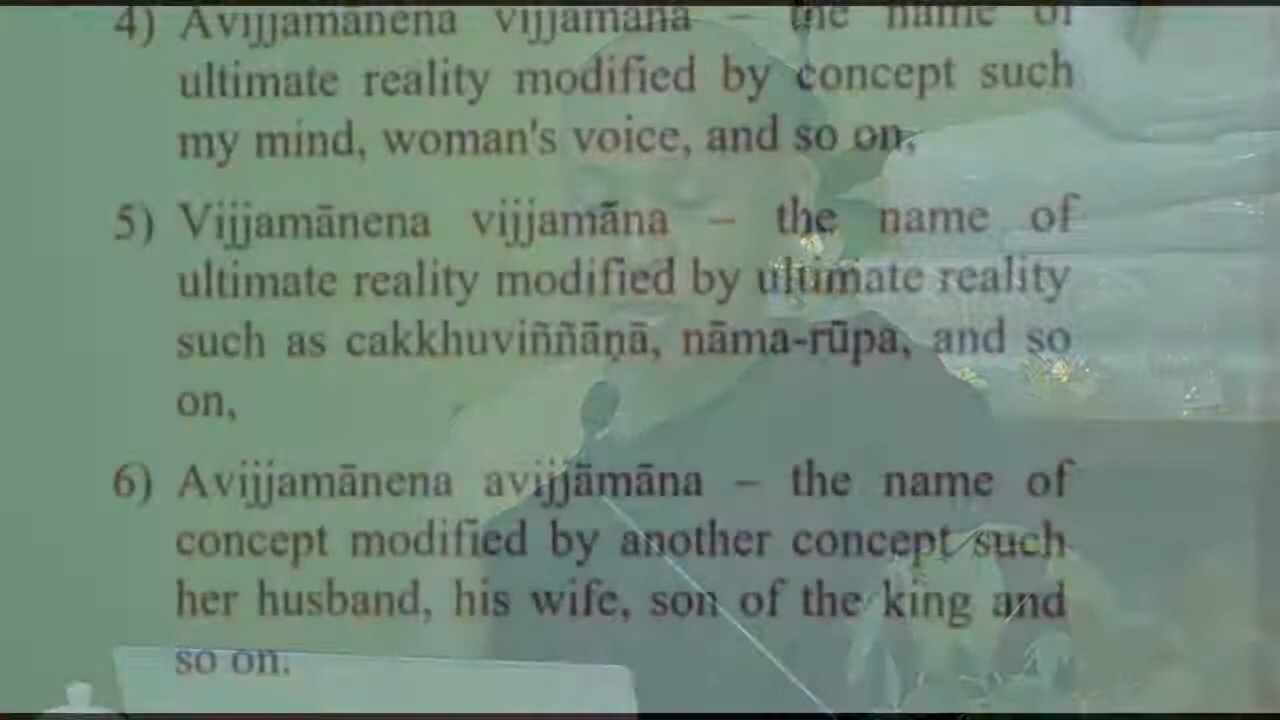 4) Avijjamānena vijjamāna – the name of
ultimate reality modified by concept such
my mind, woman's voice, and so on,
5) Vijjamānena vijjamāna – the name of
ultimate reality modified by ultimate reality
such as cakkhuviññāṇā, nāma-rūpa, and so
on,
6) Avijjamānena avijjāmāna – the name of
concept modified by another concept such
her husband, his wife, son of the king and
so on.